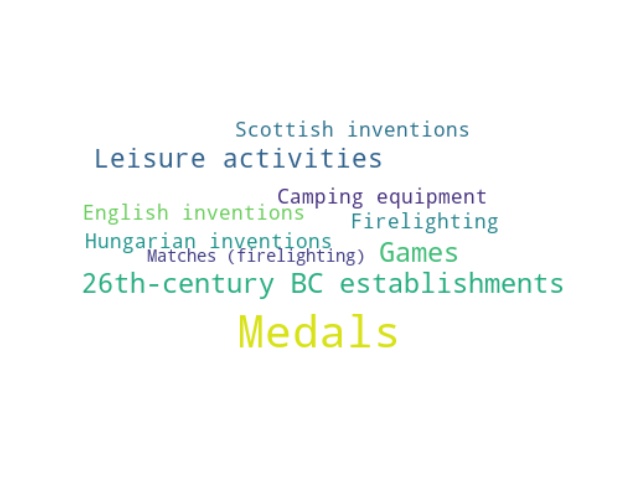 Scottish inventions
Leisure activities
Camping equipment
English inventions
Firelighting
Hungarian inventions
Matches (firelighting)
Games
26th-century BC establishments
Medals